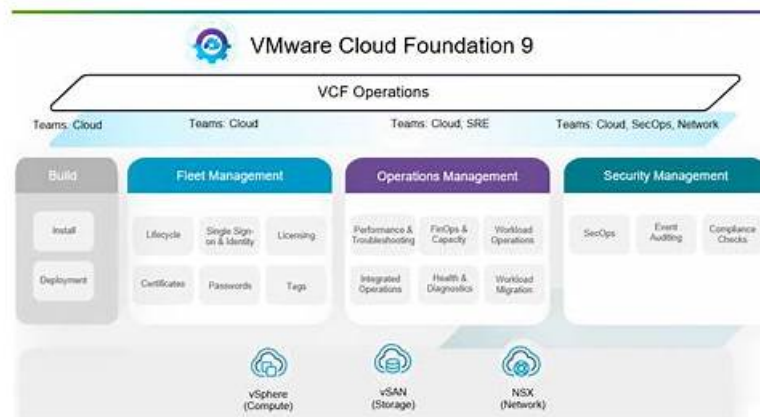 VMware Cloud Foundation 9
VCF Operations
Teams: Cloud
Teams: Cloud
Teams: Cloud, SRE
Teams: Cloud, SecOps, Network
Build
Install
Deployment
Fleet Management
Lifecycle
Single Sign-
on & Identity
Licensing
Certificates
Passwords
Tags
Operations Management
Performance &
Troubleshooting
FinOps &
Capacity
Workload
Operations
Integrated
Operations
Health &
Diagnostics
Workload
Migration
Security Management
SecOps
Event
Auditing
Compliance
Checks
vSphere
(Compute)
vSAN
(Storage)
NSX
(Network)